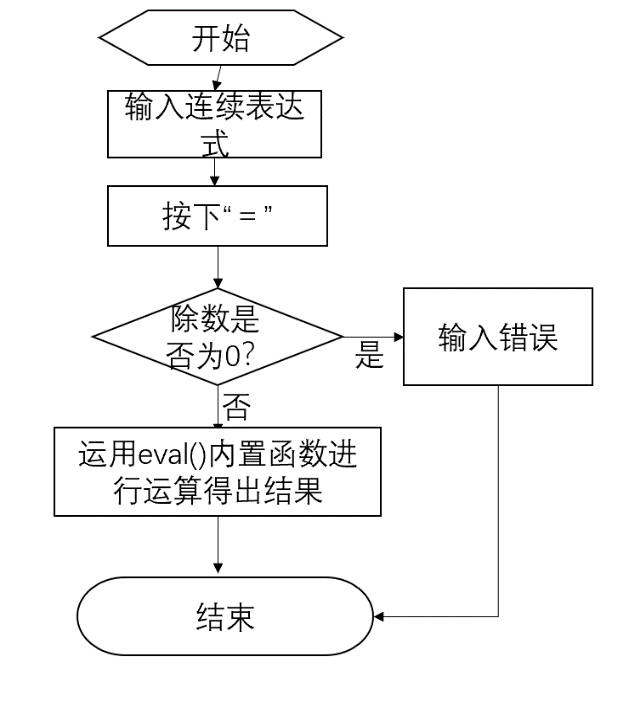 开始
输入连续表达
式
按下“＝”
除数是
否为0？
是
输入错误
否
运用eval()内置函数进
行运算得出结果
结束